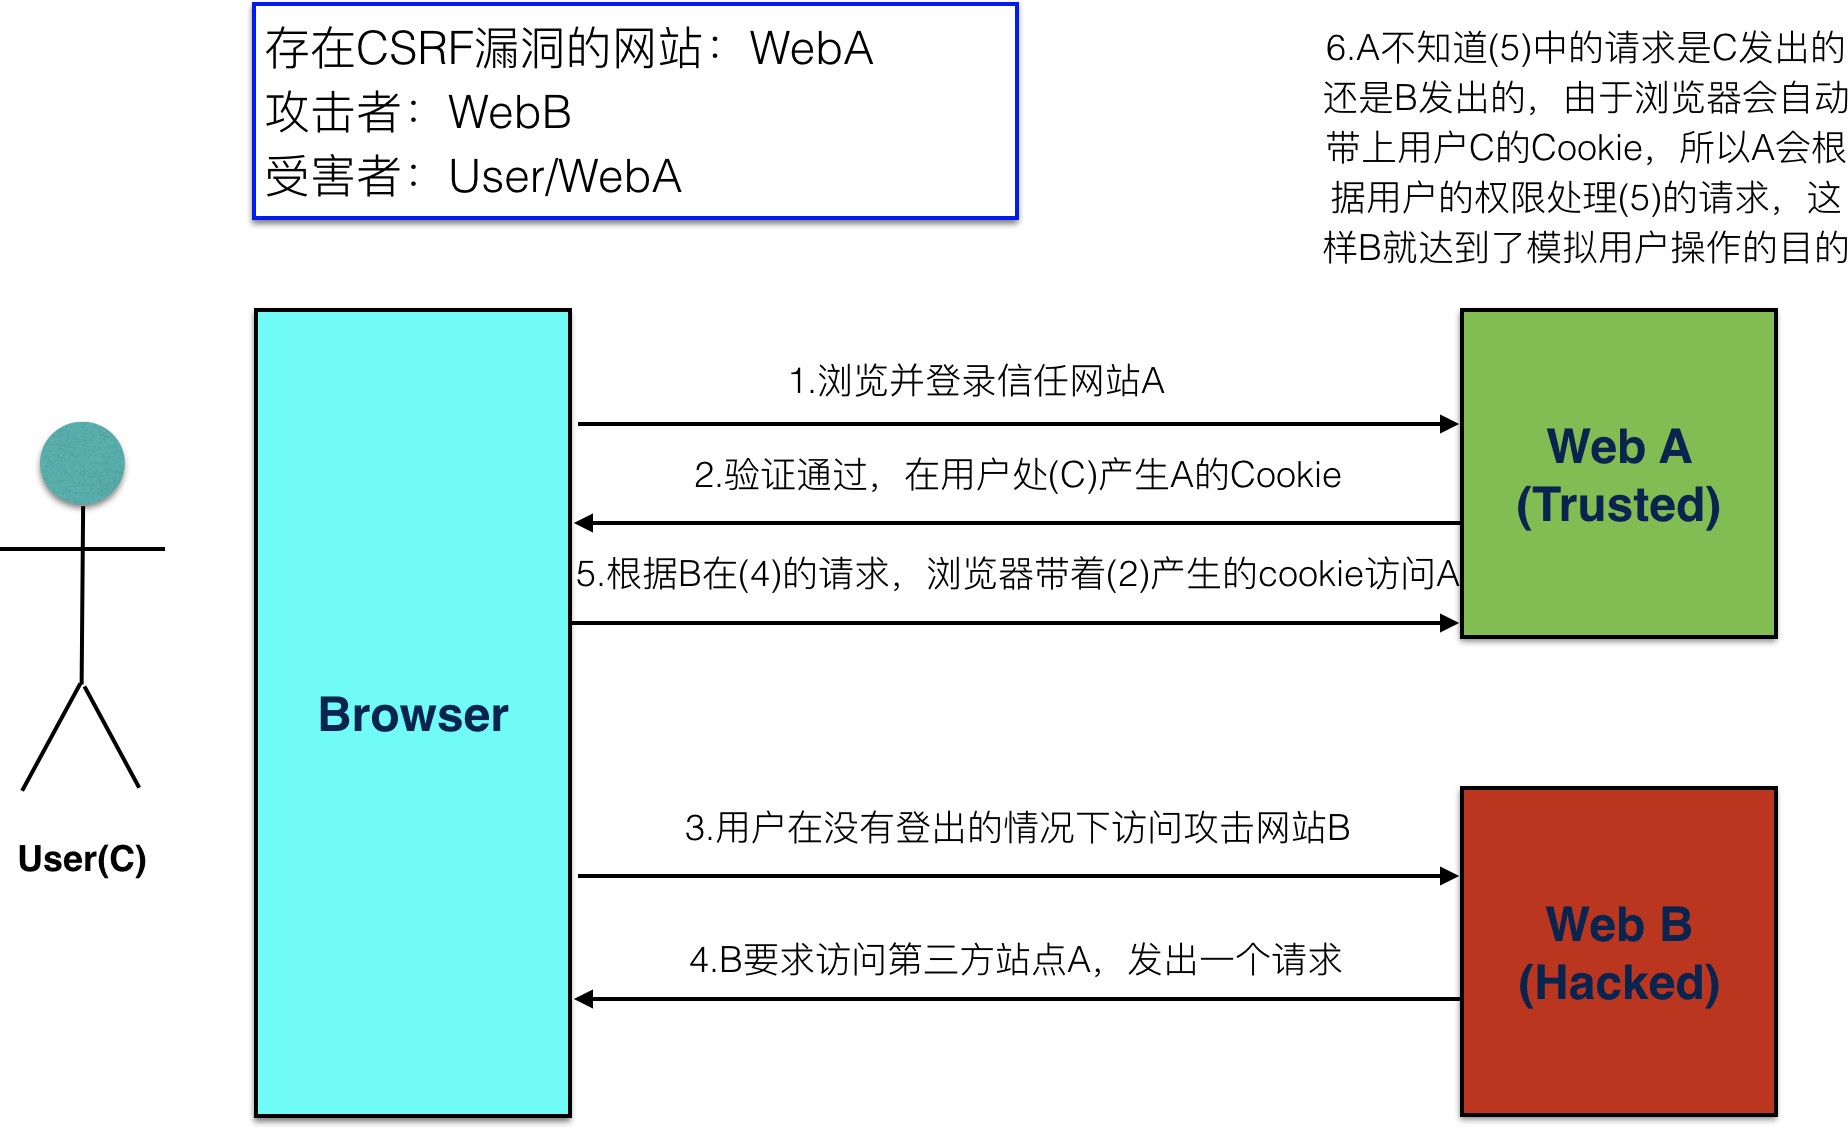 存在CSRF漏洞的网站：WebA
攻击者：WebB
受害者：User/WebA
6.A不知道(5)中的请求是C发出的
还是B发出的，由于浏览器会自动
带上用户C的Cookie，所以A会根
据用户的权限处理(5)的请求，这
样B就达到了模拟用户操作的目的
1.浏览并登录信任网站A
2.验证通过，在用户处(C)产生A的Cookie
5.根据B在(4)的请求，浏览器带着(2)产生的cookie访问A
Web A
(Trusted)
Browser
User(C)
3.用户在没有登出的情况下访问攻击网站B
4.B要求访问第三方站点A，发出一个请求
Web B
(Hacked)